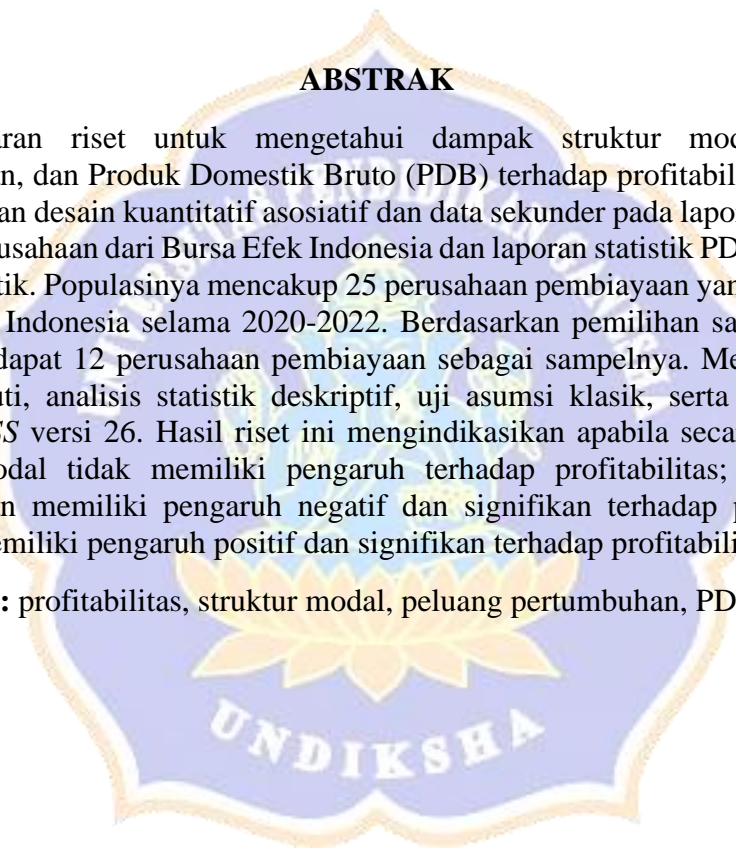 ABSTRAK
aran riset untuk mengetahui dampak struktur mod
n, dan Produk Domestik Bruto (PDB) terhadap profitabil
an desain kuantitatif asosiatif dan data sekunder pada lapor
rusahaan dari Bursa Efek Indonesia dan laporan statistik PD
tik. Populasinya mencakup 25 perusahaan pembiayaan yan
Indonesia selama 2020-2022. Berdasarkan pemilihan sa
dapat 12 perusahaan pembiayaan sebagai sampelnya. Me
uti, analisis statistik deskriptif, uji asumsi klasik, serta
SS versi 26. Hasil riset ini mengindikasikan apabila secar
odal tidak memiliki pengaruh terhadap profitabilitas;
n memiliki pengaruh negatif dan signifikan terhadap p
emiliki pengaruh positif dan signifikan terhadap profitabili
: profitabilitas, struktur modal, peluang pertumbuhan, PD
UNDIKSHA